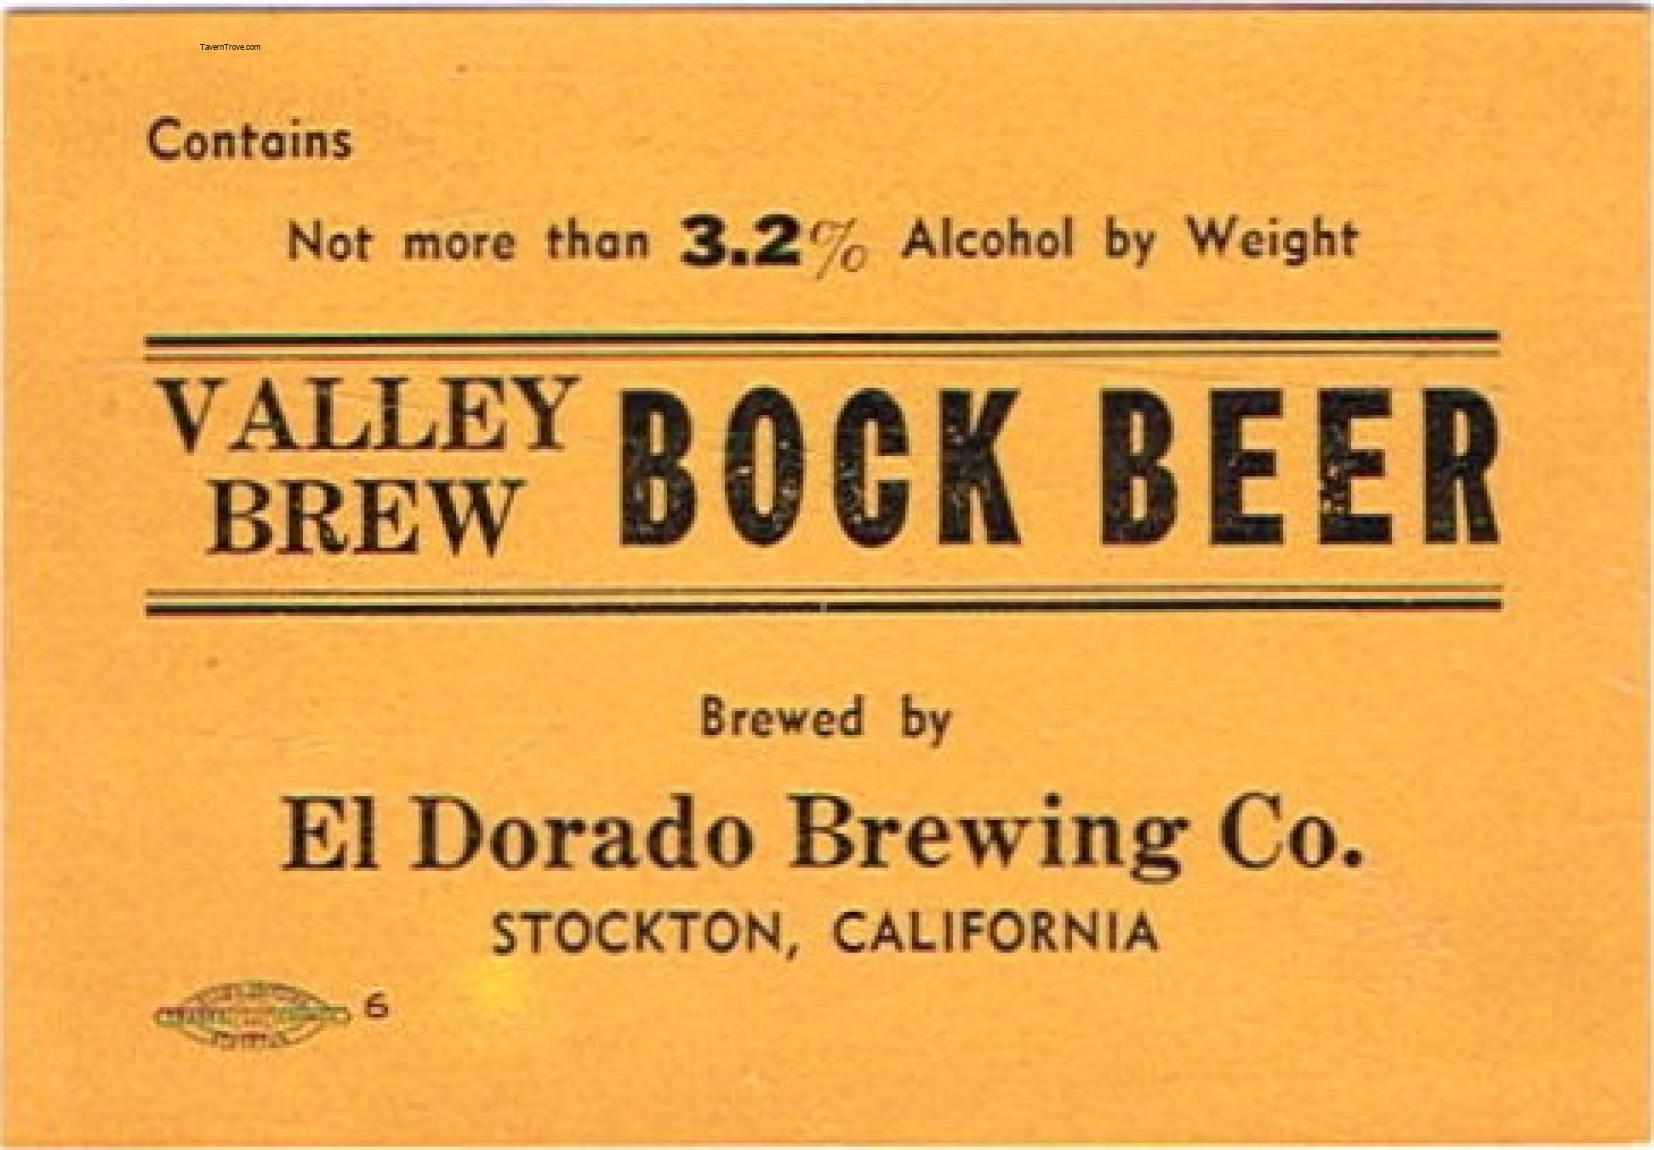 TavernTrove.com
Contains
Not more than 3.2% Alcohol by Weight
VALLEY
BREW
BOCK BEER
Brewed by
El Dorado Brewing Co.
STOCKTON, CALIFORNIA
6